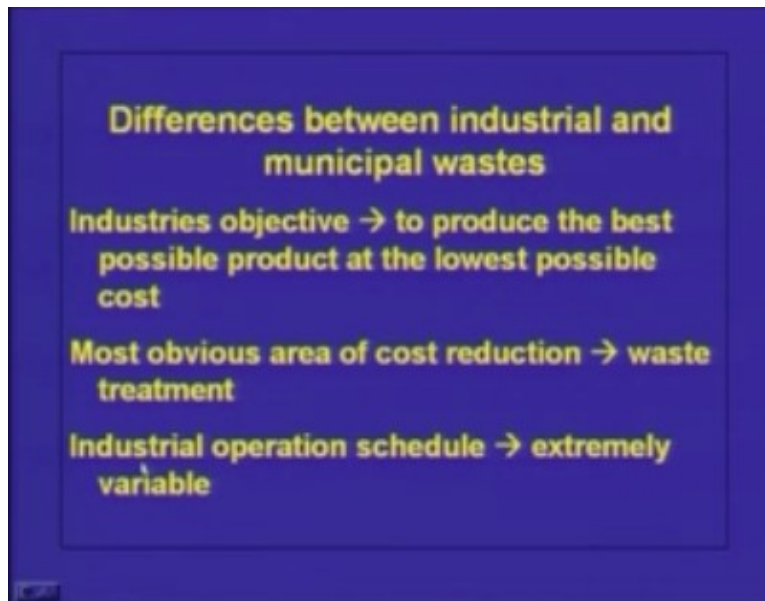 Differences between industrial and
municipal wastes
Industries objective → to produce the best
possible product at the lowest possible
cost
Most obvious area of cost reduction → waste
treatment
Industrial operation schedule → extremely
variable